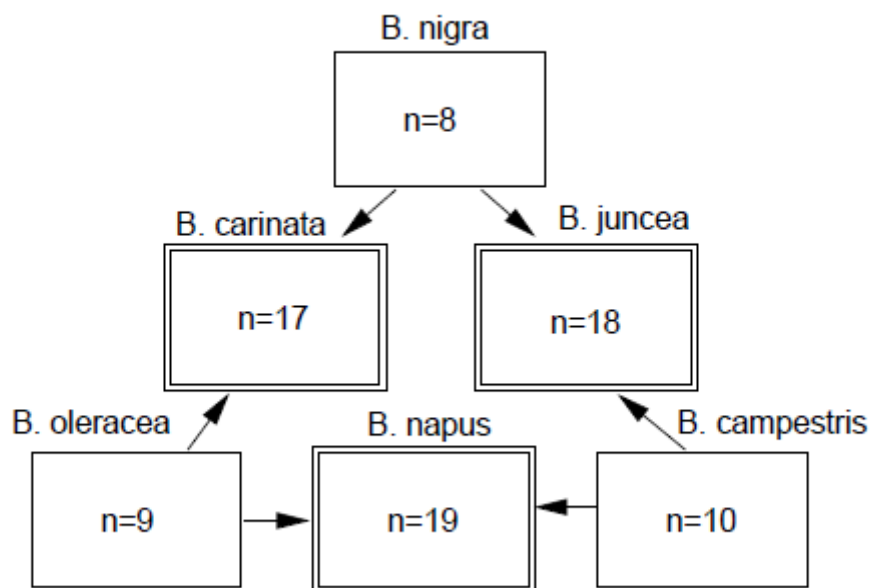 B. nigra
n=8
B. carinata
B. juncea
n=17
n=18
B. oleracea
B. napus
B. campestris
n=9
n=19
n=10